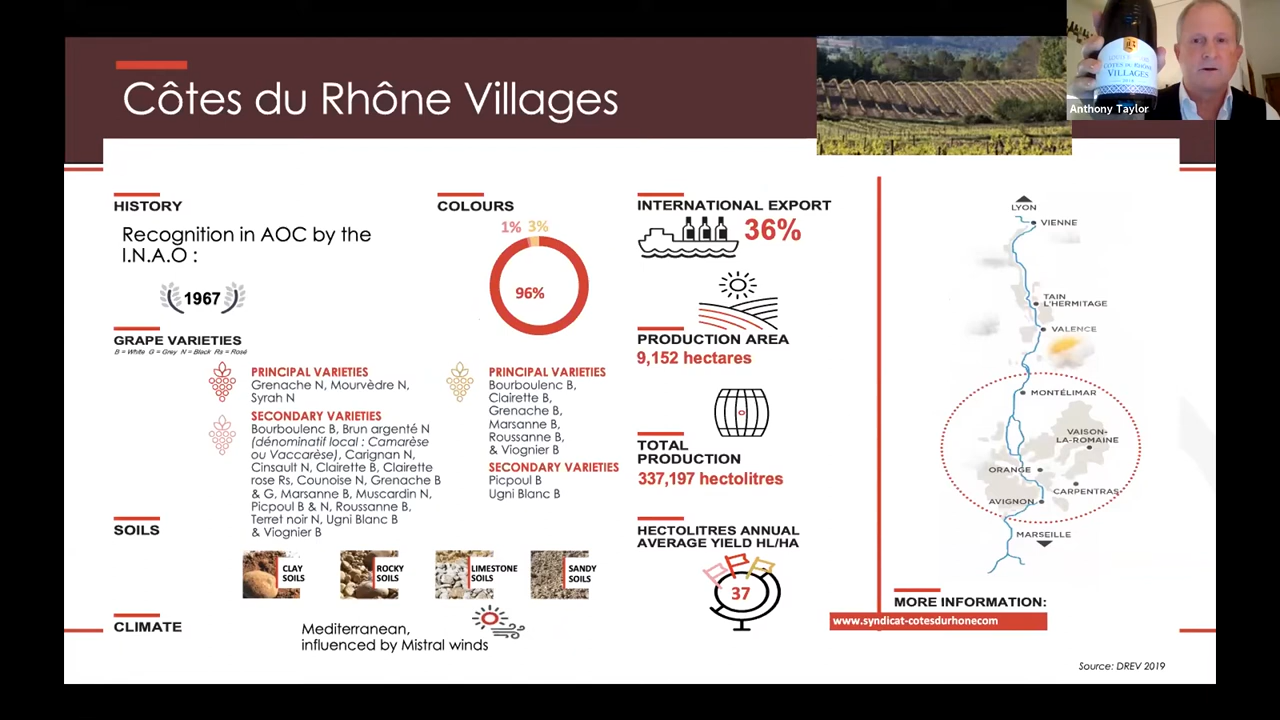 Côtes du Rhône Villages
CÔTES DU RHÔNE
VILLAGES
Anthony Taylor
HISTORY
Recognition in AOC by the
I.N.A.O :
1967
GRAPE VARIETIES
B = White G = Grey N = Black Rs = Rosé
PRINCIPAL VARIETIES
Grenache N, Mourvèdre N,
Syrah N
SECONDARY VARIETIES
Bourboulenc B, Brun argenté N
(dénominatif local : Camarèse
ou Vaccarèse), Carignan N,
Cinsault N, Clairette B, Clairette
rose Rs, Counoise N, Grenache B
& G, Marsanne B, Muscardin N,
Picpoul B & N, Roussanne B,
Terret noir N, Ugni Blanc B
& Viognier B
COLOURS
1% 3%
96%
PRINCIPAL VARIETIES
Bourboulenc B,
Clairette B,
Grenache B,
Marsanne B,
Roussanne B,
& Viognier B
SECONDARY VARIETIES
Picpoul B
Ugni Blanc B
SOILS
CLAY
SOILS
ROCKY
SOILS
LIMESTONE
SOILS
SANDY
SOILS
CLIMATE
Mediterranean,
influenced by Mistral winds
INTERNATIONAL EXPORT
36%
PRODUCTION AREA
9,152 hectares
TOTAL
PRODUCTION
337,197 hectolitres
HECTOLITRES ANNUAL
AVERAGE YIELD HL/HA
37
LYON
VIENNE
TAIN
L'HERMITAGE
VALENCE
MONTÉLIMAR
VAISON-
LA-ROMAINE
ORANGE
CARPENTRAS
AVIGNON
MARSEILLE
MORE INFORMATION:
www.syndicat-cotesdurhonecom
Source: DREV 2019